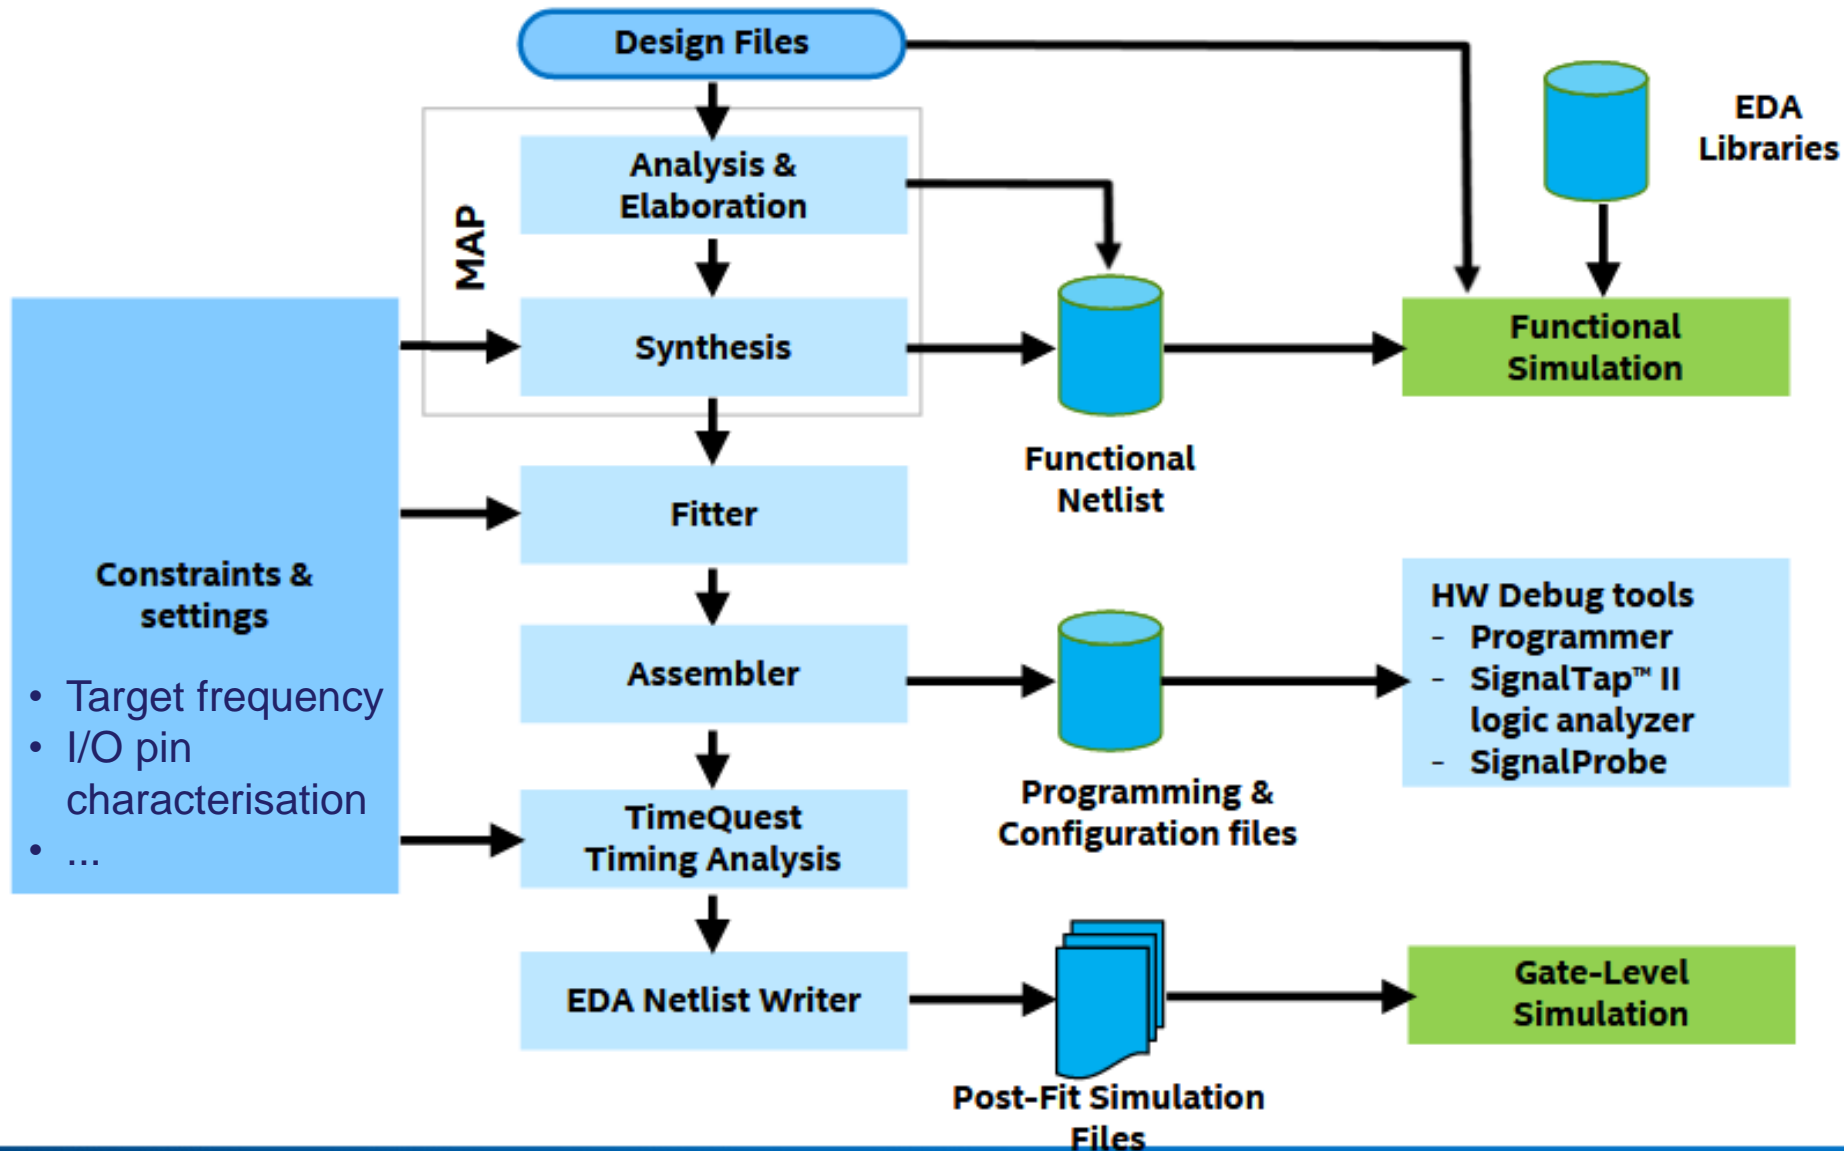 Design Files
EDA
Libraries
Analysis &
Elaboration
MAP
Synthesis
Functional
Simulation
Functional
Netlist
Fitter
Constraints &
settings
• Target frequency
• I/O pin
characterisation
• ...
Assembler
HW Debug tools
- Programmer
- SignalTap™ II
logic analyzer
- SignalProbe
Programming &
Configuration files
TimeQuest
Timing Analysis
EDA Netlist Writer
Gate-Level
Simulation
Post-Fit Simulation
Files